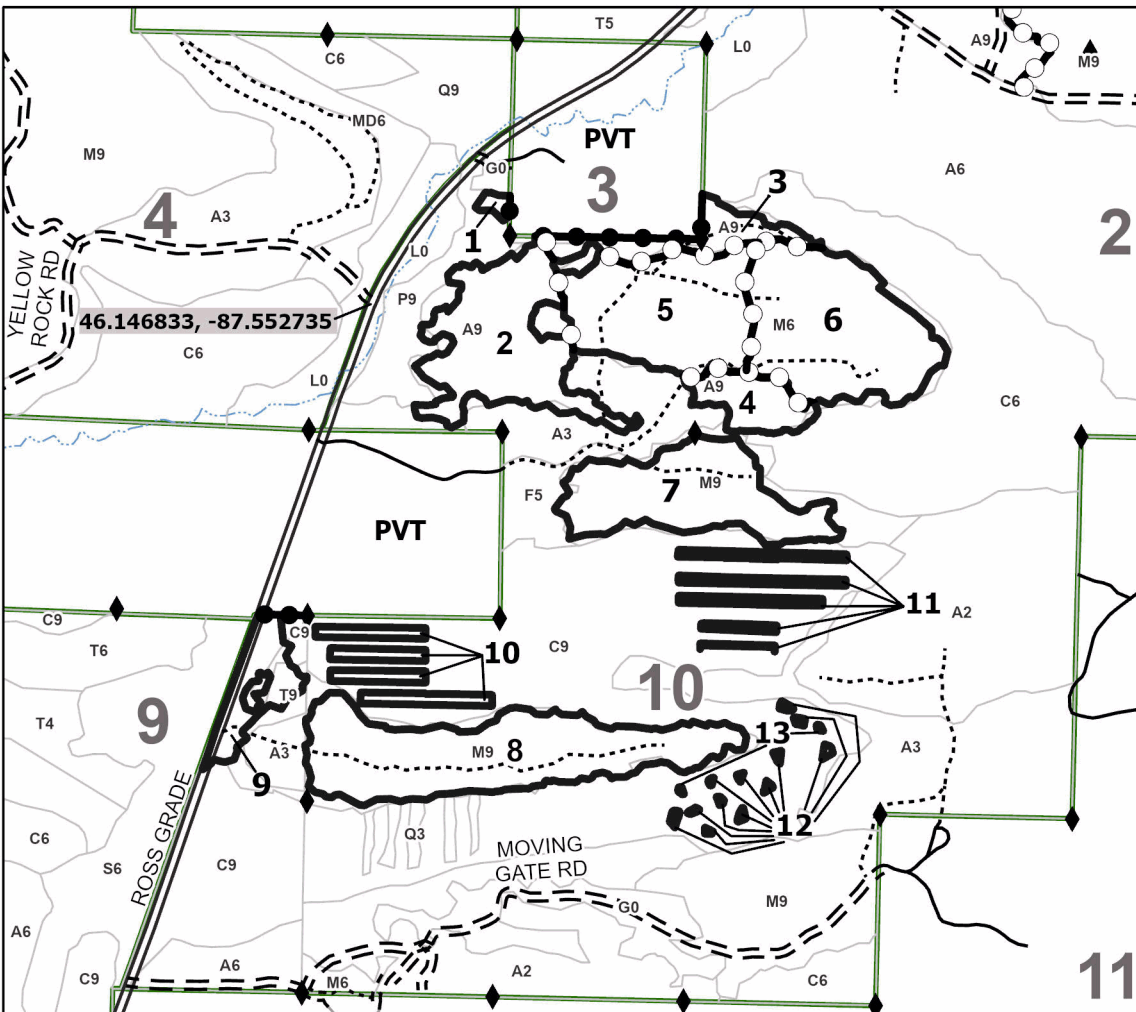 T5
C6
L0
A9
M9
Q9
MD6
PVT
M9
G0
A6
3
3
4
A3
1
A9
2
L0
YELLOW
ROCK RD
P9
46.146833, -87.552735
A9
2
5
M6
6
C6
L0
A9
4
C6
A3
7
M9
F5
PVT
11
C9
C9
A2
T6
10
C9
T9
10
9
T4
13
A3
A3
M9
8
9
12
ROSS GRADE
C6
Q3
S6
C9
MOVING
GATE RD
M9
G0
A6
A6
A2
C9
M6
C6
11